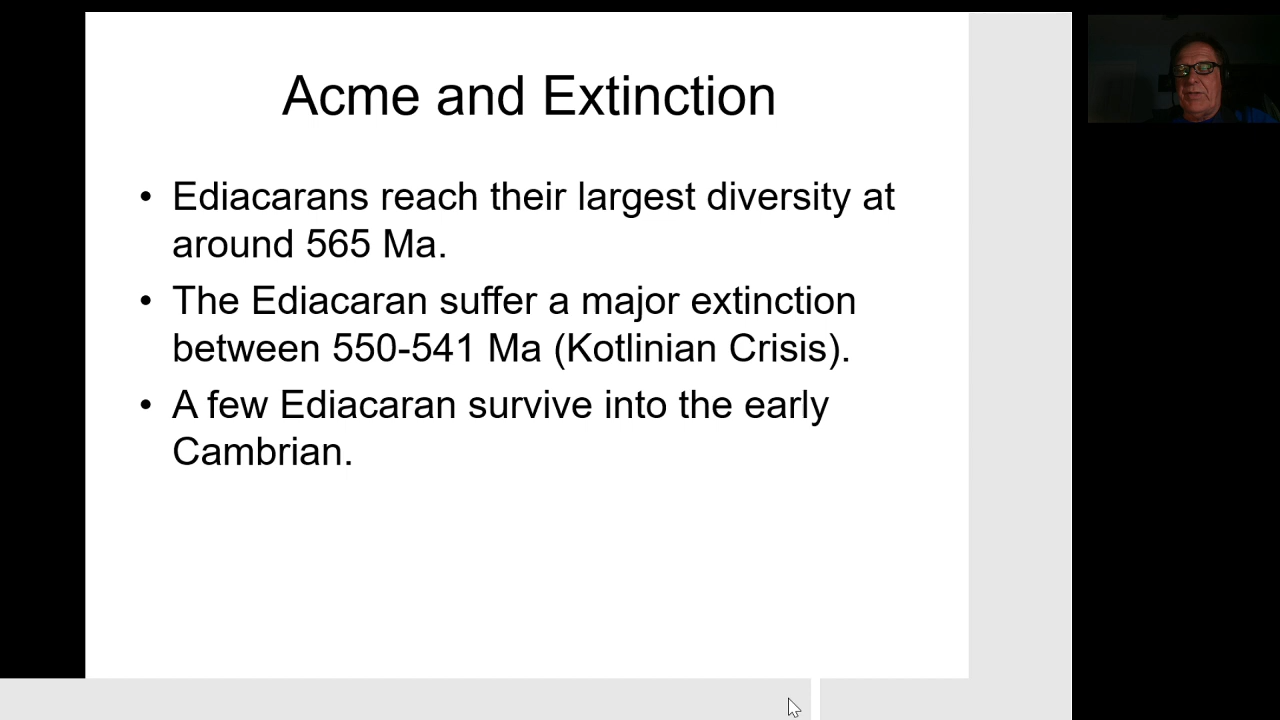 Acme and Extinction
• Ediacarans reach their largest diversity at
around 565 Ma.
• The Ediacaran suffer a major extinction
between 550-541 Ma (Kotlinian Crisis).
• A few Ediacaran survive into the early
Cambrian.